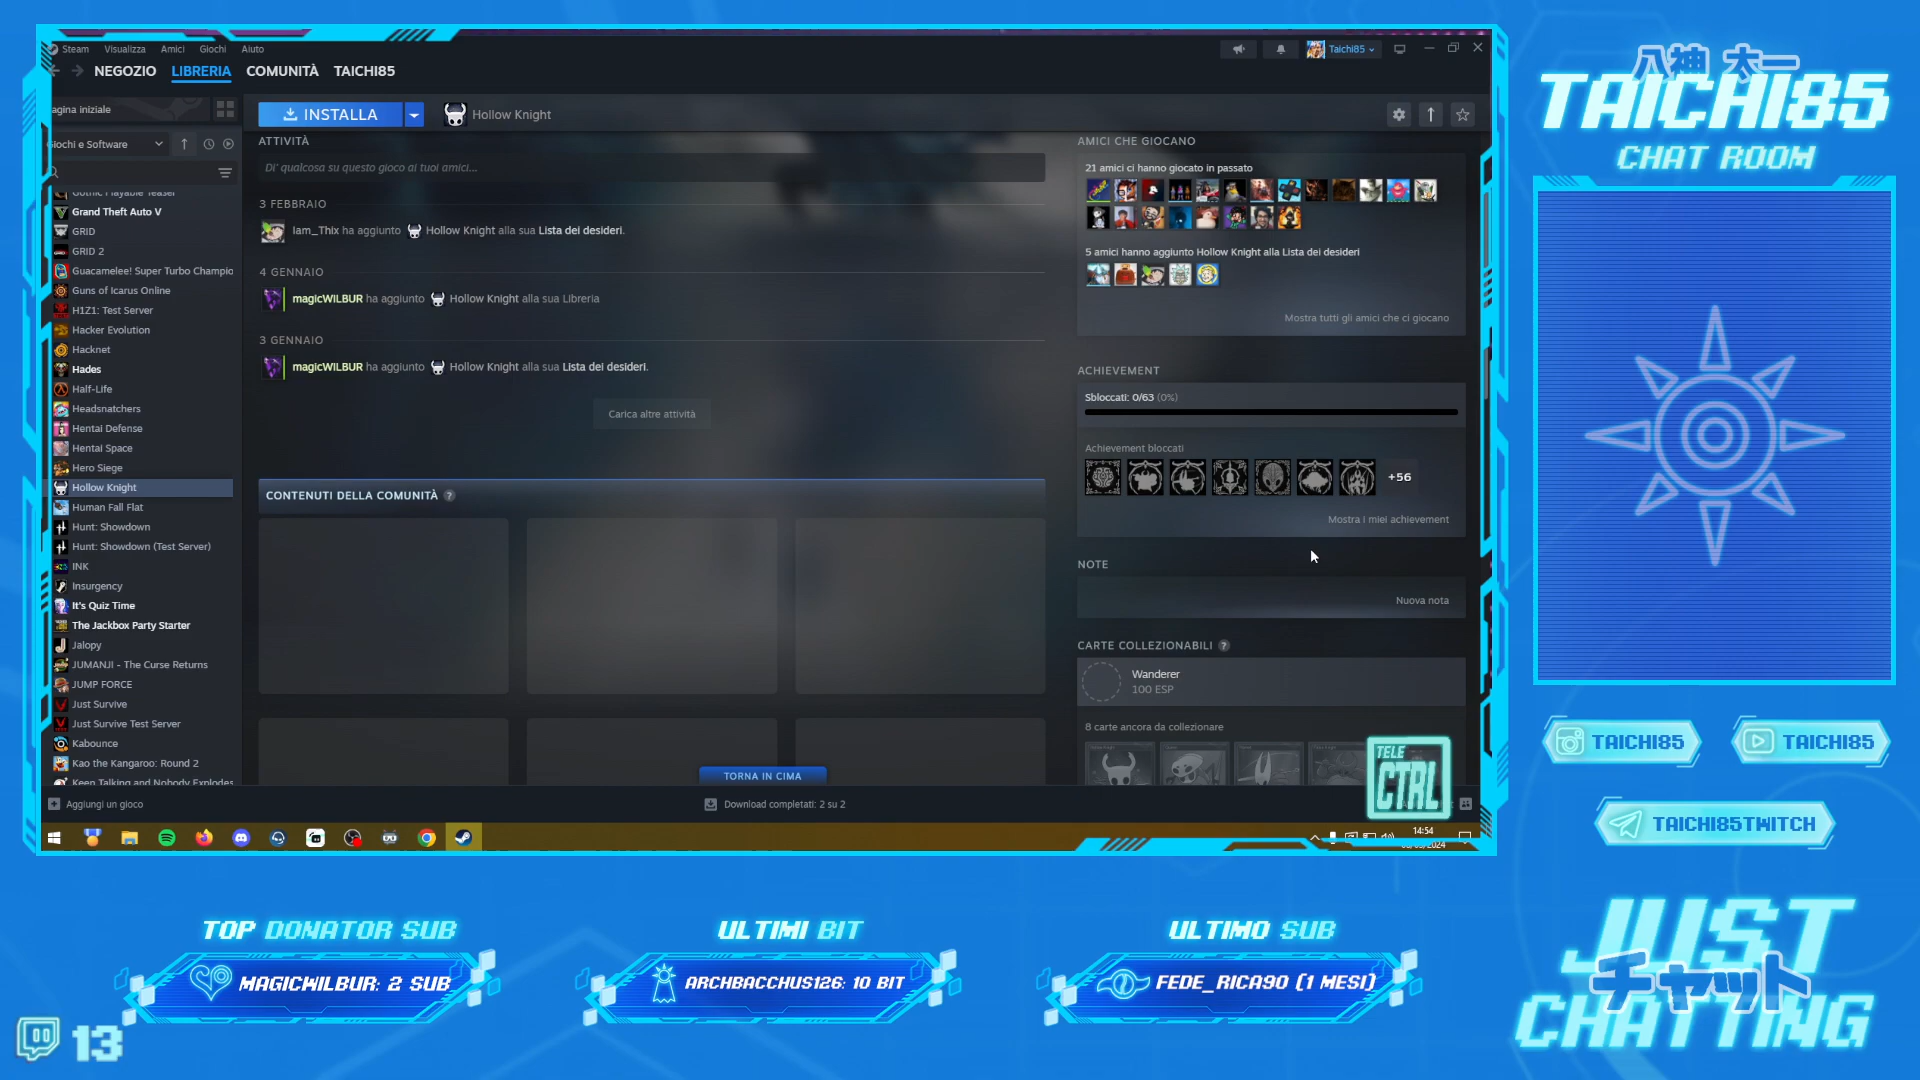 Steam Visualizza Amici Giochi Aiuto
Taichi85
NEGOZIO LIBRERIA COMUNITÀ TAICHI85
agina iniziale
INSTALLA
Hollow Knight
Giochi e Software
Gothic Playable Teaser
Grand Theft Auto V
GRID
GRID 2
Guacamelee! Super Turbo Champio
Guns of Icarus Online
H1Z1: Test Server
Hacker Evolution
Hacknet
Hades
Half-Life
Headsnatchers
Hentai Defense
Hentai Space
Hero Siege
Hollow Knight
Human Fall Flat
Hunt: Showdown
Hunt: Showdown (Test Server)
INK
Insurgency
It's Quiz Time
The Jackbox Party Starter
Jalopy
JUMANJI - The Curse Returns
JUMP FORCE
Just Survive
Just Survive Test Server
Kabounce
Kao the Kangaroo: Round 2
Keep Talking and Nobody Explodes
Aggiungi un gioco
ATTIVITÀ
Di' qualcosa su questo gioco ai tuoi amici...
3 FEBBRAIO
Iam_Thix ha aggiunto Hollow Knight alla sua Lista dei desideri.
4 GENNAIO
magicWILBUR ha aggiunto Hollow Knight alla sua Libreria
3 GENNAIO
magicWILBUR ha aggiunto Hollow Knight alla sua Lista dei desideri.
Carica altre attività
CONTENUTI DELLA COMUNITÀ ?
TORNA IN CIMA
Download completati: 2 su 2
AMICI CHE GIOCANO
21 amici ci hanno giocato in passato
5 amici hanno aggiunto Hollow Knight alla Lista dei desideri
Mostra tutti gli amici che ci giocano
ACHIEVEMENT
Sbloccati: 0/63 (0%)
Achievement bloccati
+56
Mostra i miei achievement
NOTE
Nuova nota
CARTE COLLEZIONABILI ?
Wanderer
100 ESP
8 carte ancora da collezionare
TELE
CTRL
14:54
八神 太一
TAICHI85
CHAT ROOM
TAICHI85 TAICHI85
TAICHI85TWITCH
TOP DONATOR SUB
MAGICWILBUR: 2 SUB
ULTIMI BIT
ARCHBACCHUS126: 10 BIT
ULTIMO SUB
FEDE_RICA90 (1 MESI)
JUST
チャット
CHATTING
13